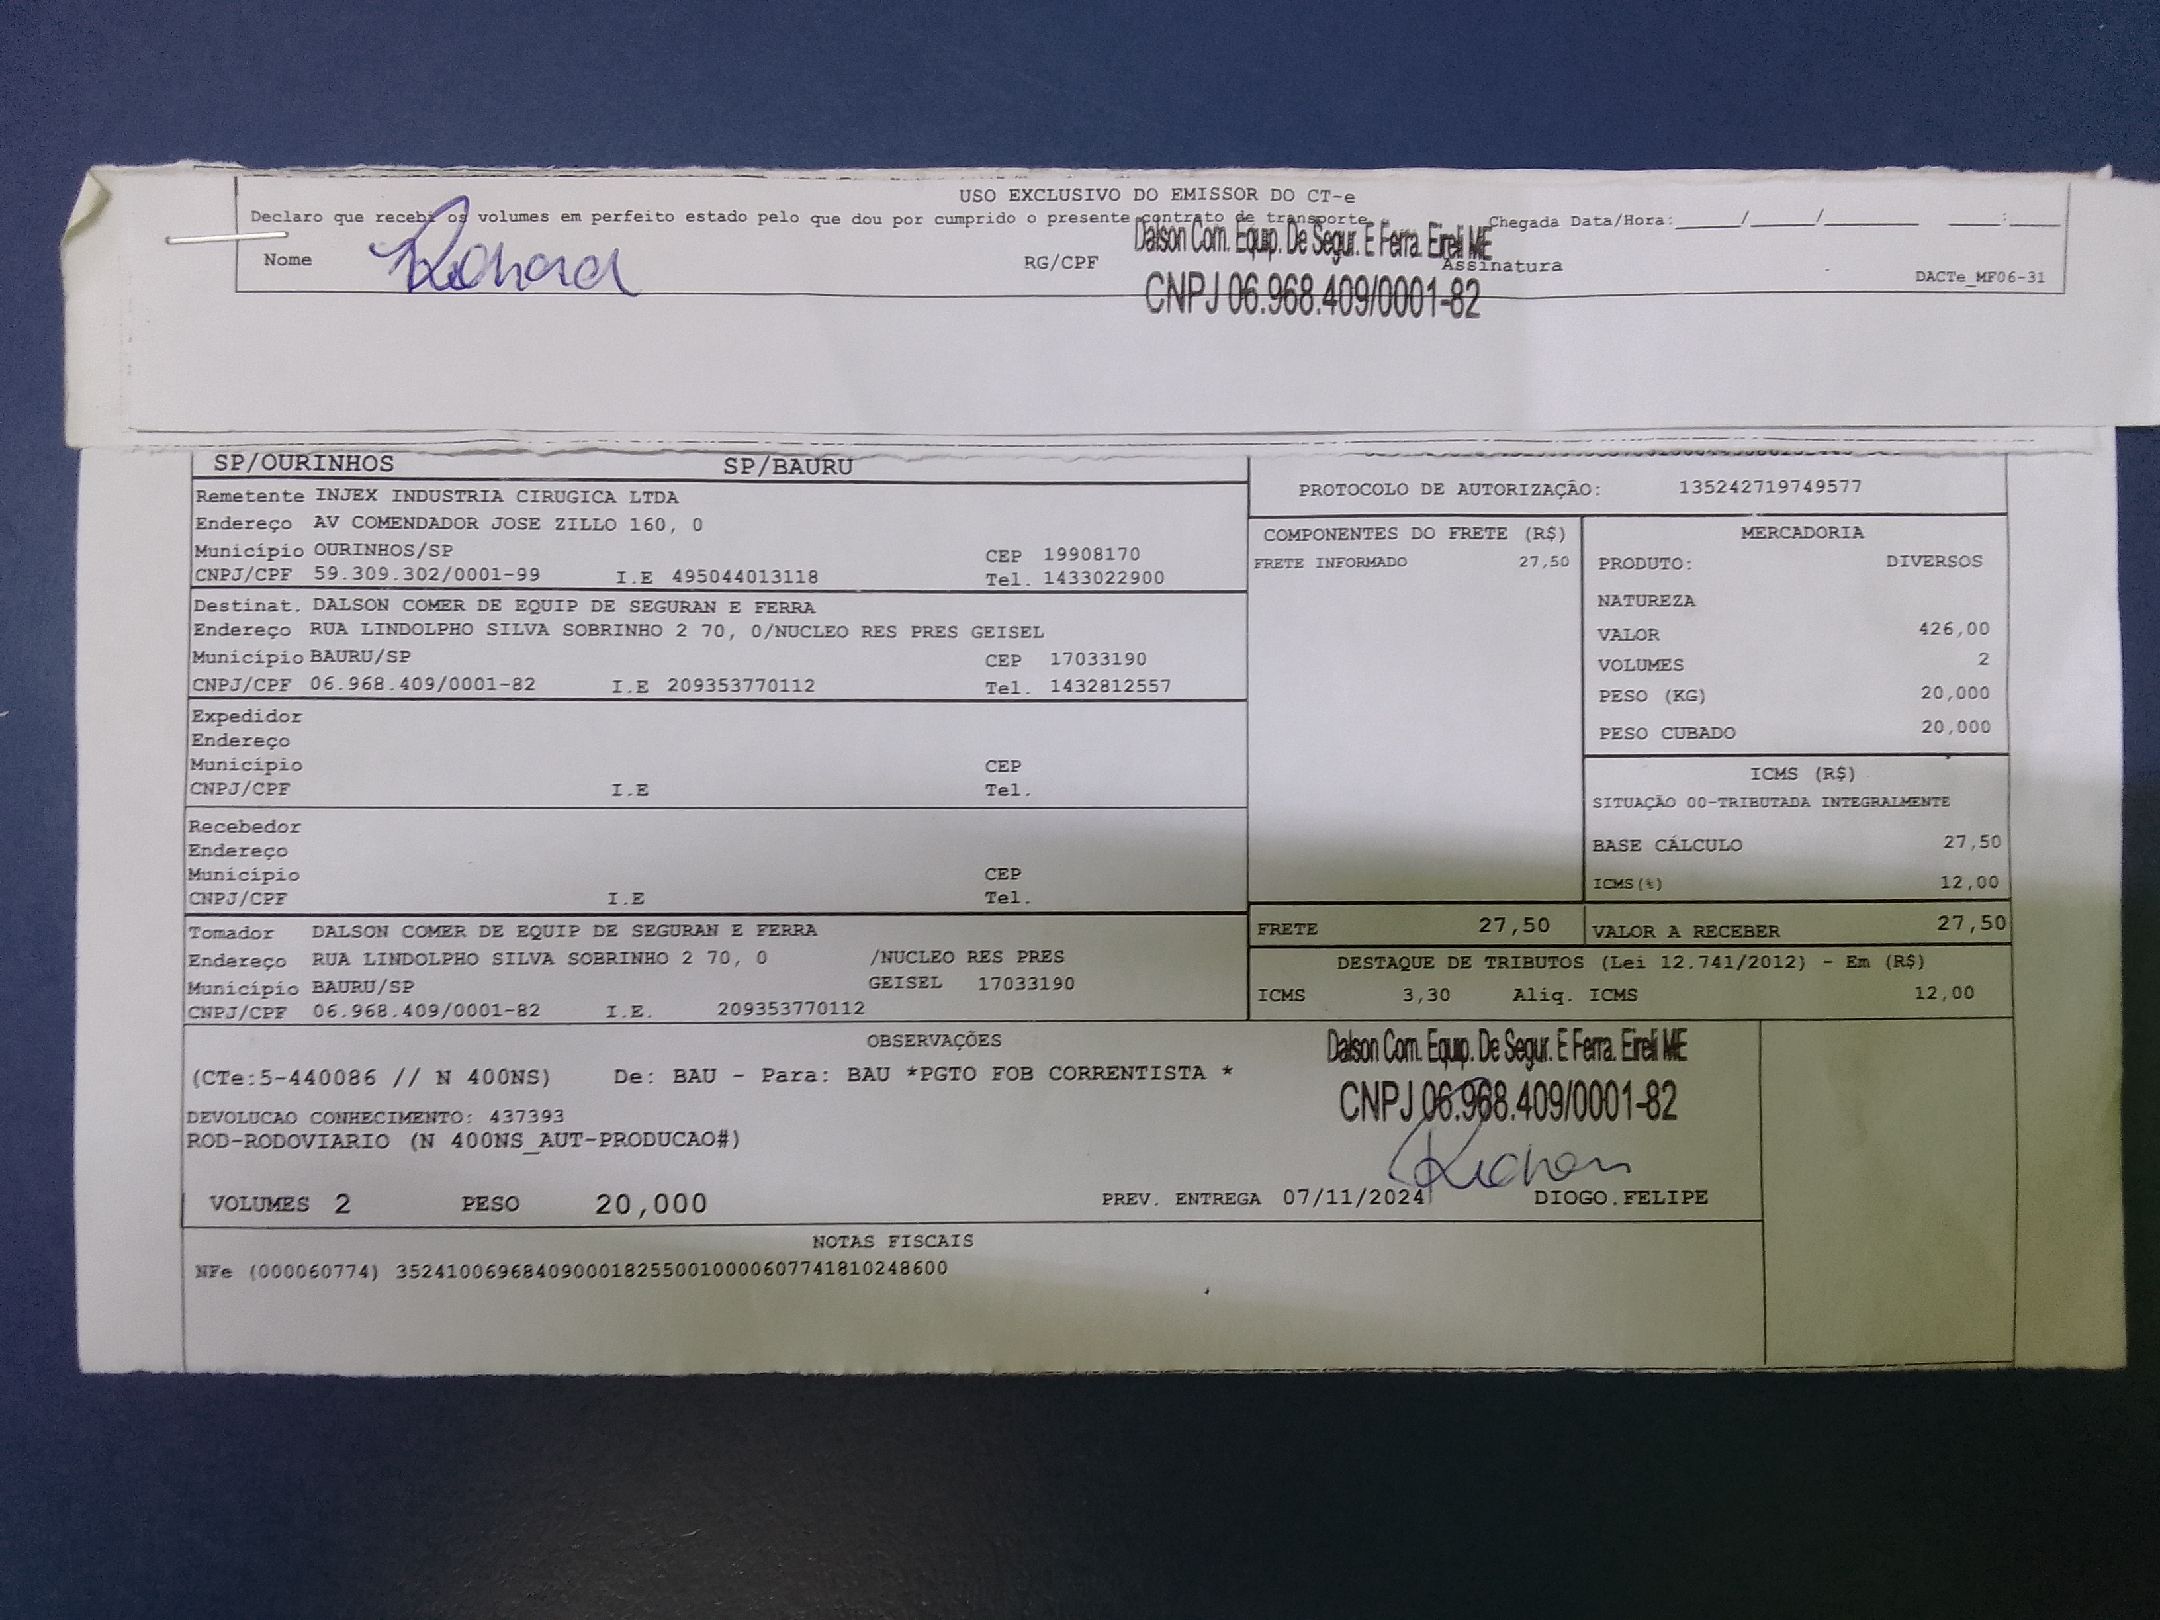 USO EXCLUSIVO DO EMISSOR DO CT-e
Declaro que recebi os volumes em perfeito estado pelo que dou por cumprido o presente contrato de transporte. Chegada Data/Hora:____/____/____ __:__
Dalson Com. Equip. De Segur. E Ferra. Eireli ME
Nome Richard RG/CPF Assinatura
CNPJ 06.968.409/0001-82
DACTe_MF06-31
SP/OURINHOS SP/BAURU
Remetente INJEX INDUSTRIA CIRUGICA LTDA
Endereço AV COMENDADOR JOSE ZILLO 160, 0
Município OURINHOS/SP CEP 19908170
CNPJ/CPF 59.309.302/0001-99 I.E 495044013118 Tel. 1433022900
Destinat. DALSON COMER DE EQUIP DE SEGURAN E FERRA
Endereço RUA LINDOLPHO SILVA SOBRINHO 2 70, 0/NUCLEO RES PRES GEISEL
Município BAURU/SP CEP 17033190
CNPJ/CPF 06.968.409/0001-82 I.E 209353770112 Tel. 1432812557
Expedidor
Endereço
Município CEP
CNPJ/CPF I.E Tel.
Recebedor
Endereço
Município CEP
CNPJ/CPF I.E Tel.
Tomador DALSON COMER DE EQUIP DE SEGURAN E FERRA
Endereço RUA LINDOLPHO SILVA SOBRINHO 2 70, 0 /NUCLEO RES PRES
Município BAURU/SP GEISEL 17033190
CNPJ/CPF 06.968.409/0001-82 I.E. 209353770112
PROTOCOLO DE AUTORIZAÇÃO: 135242719749577
COMPONENTES DO FRETE (R$)
FRETE INFORMADO 27,50
MERCADORIA
PRODUTO: DIVERSOS
NATUREZA
VALOR 426,00
VOLUMES 2
PESO (KG) 20,000
PESO CUBADO 20,000
ICMS (R$)
SITUAÇÃO 00-TRIBUTADA INTEGRALMENTE
BASE CÁLCULO 27,50
ICMS(%) 12,00
FRETE 27,50 VALOR A RECEBER 27,50
DESTAQUE DE TRIBUTOS (Lei 12.741/2012) - Em (R$)
ICMS 3,30 Aliq. ICMS 12,00
OBSERVAÇÕES
(CTe:5-440086 // N 400NS) De: BAU - Para: BAU *PGTO FOB CORRENTISTA *
DEVOLUCAO CONHECIMENTO: 437393
ROD-RODOVIARIO (N 400NS_AUT-PRODUCAO#)
Dalson Com. Equip. De Segur. E Ferra. Eireli ME
CNPJ 06.968.409/0001-82
VOLUMES 2 PESO 20,000 PREV. ENTREGA 07/11/2024 DIOGO.FELIPE
NOTAS FISCAIS
NFe (000060774) 35241006968409000182550010000607741810248600